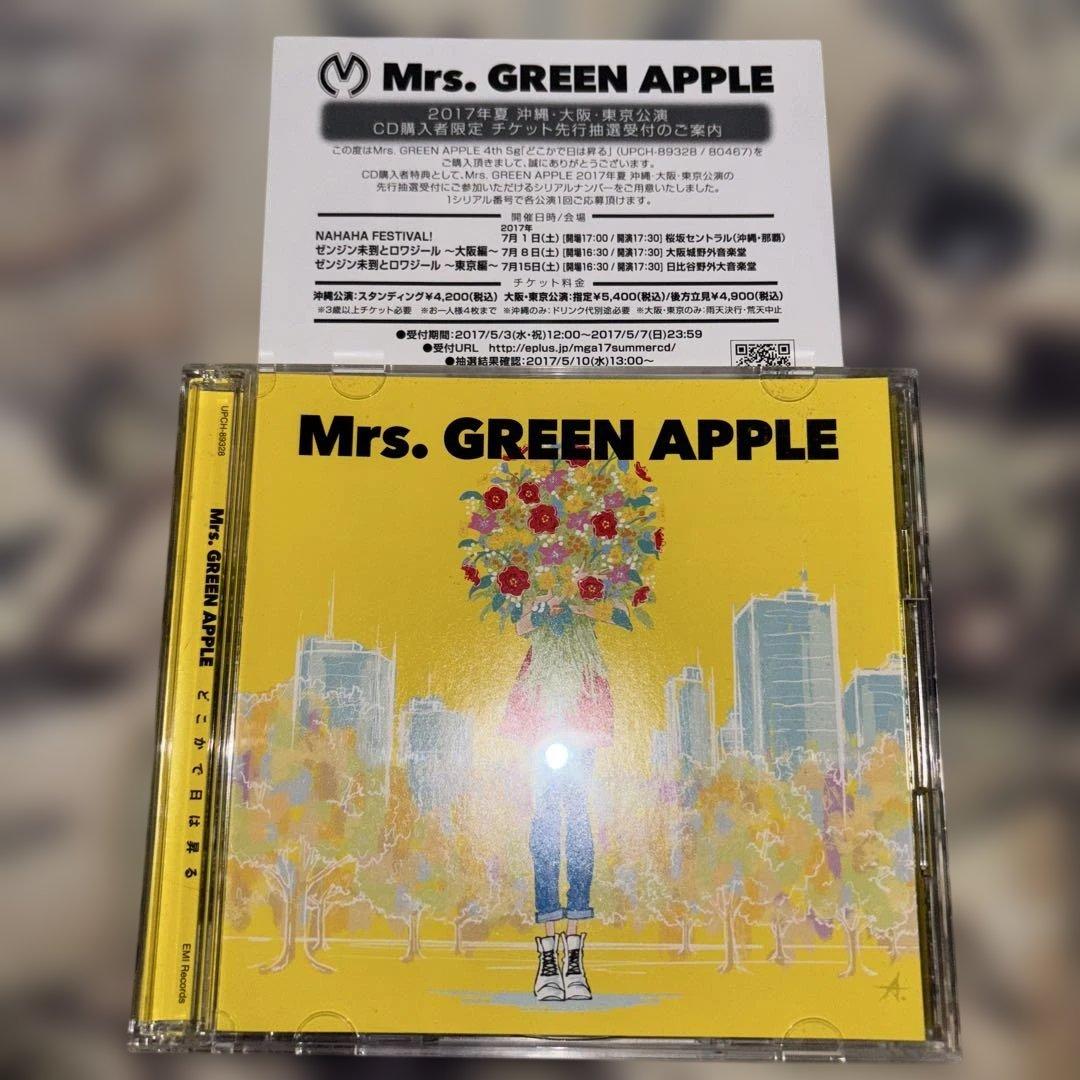 Mrs. GREEN APPLE
2017年夏 沖縄・大阪・東京公演
CD購入者限定 チケット先行抽選受付のご案内
この度はMrs. GREEN APPLE 4th Sg「どこかで日は昇る」(UPCH-89328 / 80467)を
ご購入頂きまして、誠にありがとうございます。
CD購入者特典として、Mrs. GREEN APPLE 2017年夏 沖縄・大阪・東京公演の
先行抽選受付にご参加いただけるシリアルナンバーをご用意いたしました。
1シリアル番号で各公演1回ご応募頂けます。
開催日時/会場
2017年
NAHAHA FESTIVAL! 7月 1日(土) [開場17:00 / 開演17:30] 桜坂セントラル(沖縄・那覇)
ゼンジン未到とロワジール ～大阪編～ 7月 8日(土) [開場16:30 / 開演17:30] 大阪城野外音楽堂
ゼンジン未到とロワジール ～東京編～ 7月15日(土) [開場16:30 / 開演17:30] 日比谷野外大音楽堂
チケット料金
沖縄公演:スタンディング¥4,200(税込) 大阪・東京公演:指定¥5,400(税込)/後方立見¥4,900(税込)
※3歳以上チケット必要 ※お一人様4枚まで ※沖縄のみ:ドリンク代別途必要 ※大阪・東京のみ:雨天決行・荒天中止
●受付期間:2017/5/3(水・祝)12:00～2017/5/7(日)23:59
●受付URL http://eplus.jp/mga17summercd/
●抽選結果確認:2017/5/10(水)13:00～
Mrs. GREEN APPLE
UPCH-89328
Mrs. GREEN APPLE どこかで日は昇る
EMI Records
A.